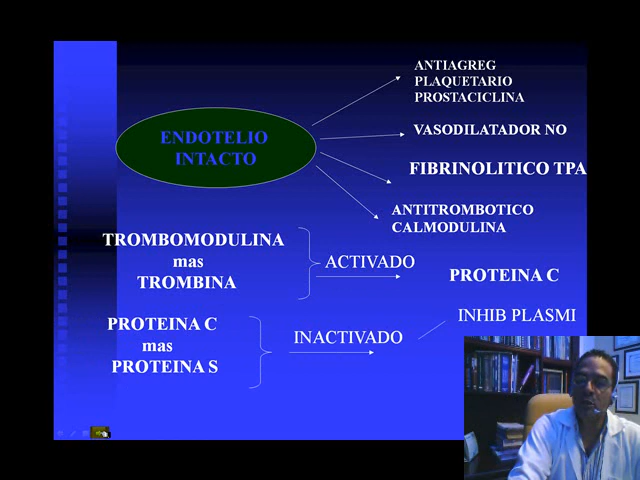 ANTIAGREG
PLAQUETARIO
PROSTACICLINA
ENDOTELIO
INTACTO
VASODILATADOR NO
FIBRINOLITICO TPA
ANTITROMBOTICO
CALMODULINA
TROMBOMODULINA
mas
TROMBINA
ACTIVADO
PROTEINA C
PROTEINA C
mas
PROTEINA S
INACTIVADO
INHIB PLASMI